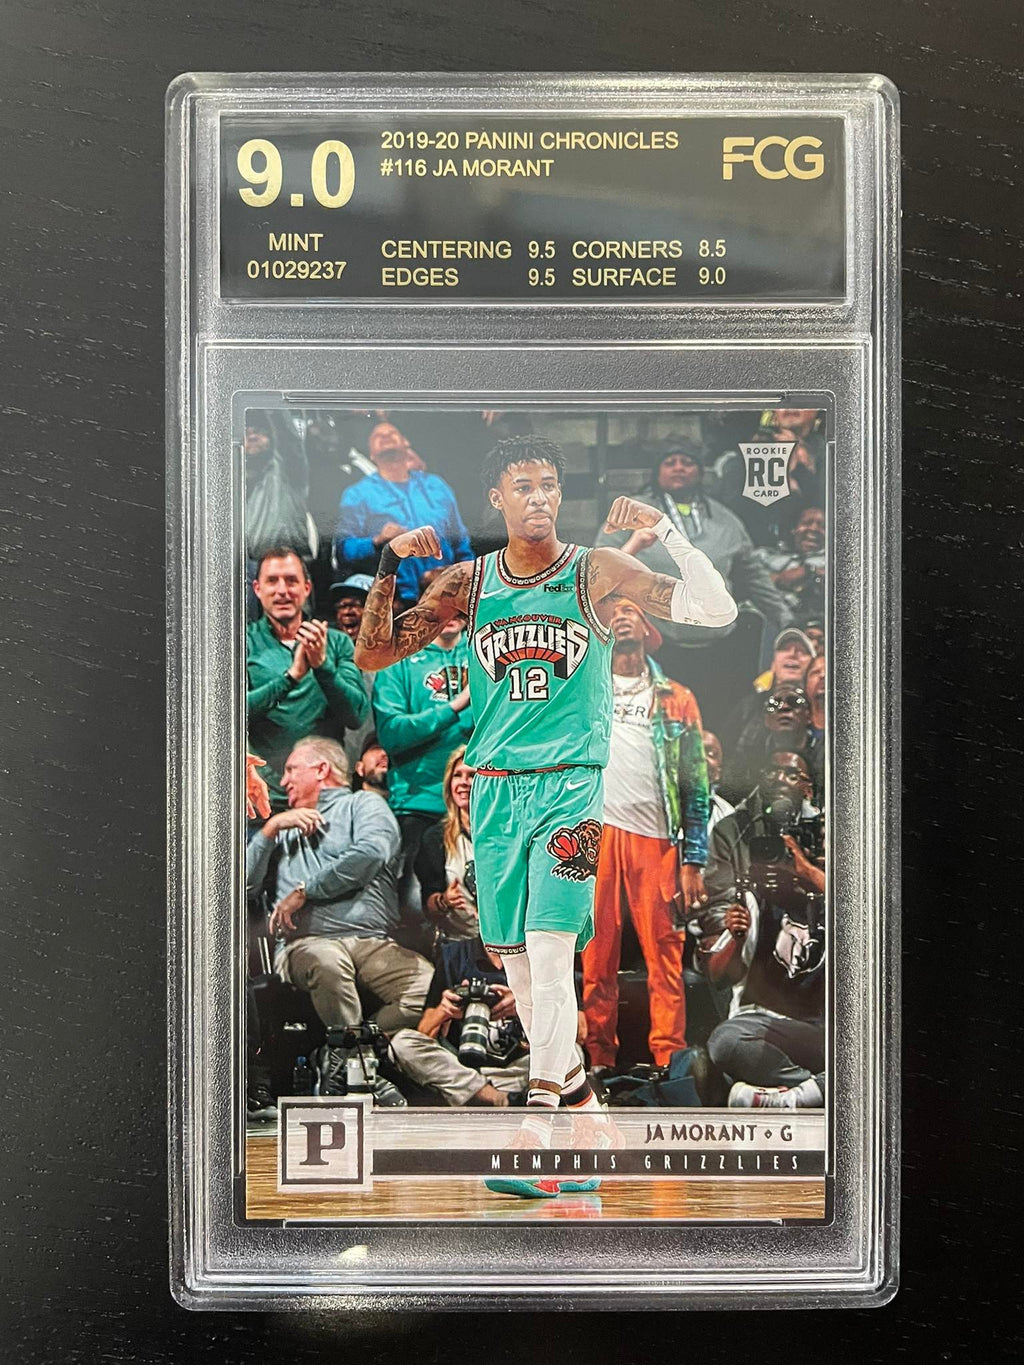 9.0
MINT
01029237
2019-20 PANINI CHRONICLES
#116 JA MORANT
FCG
CENTERING 9.5 CORNERS 8.5
EDGES 9.5 SURFACE 9.0
ROOKIE
RC
CARD
FedEx
VANCOUVER
GRIZZLIES
12
P
JA MORANT ⬦ G
MEMPHIS GRIZZLIES